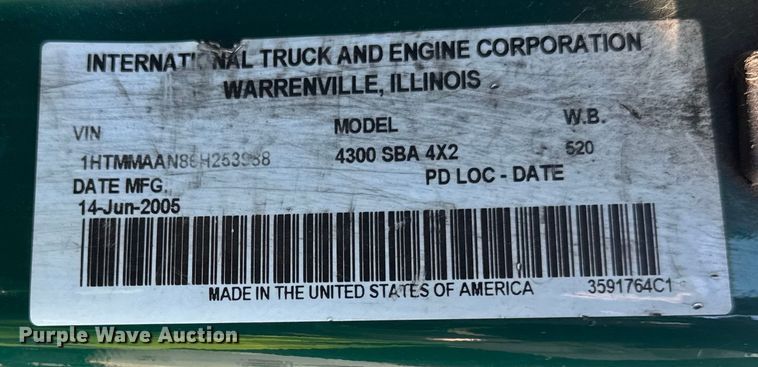 INTERNATIONAL TRUCK AND ENGINE CORPORATION
WARRENVILLE, ILLINOIS
VIN MODEL W.B.
4300 SBA 4X2 520
DATE MFG. PD LOC - DATE
14-Jun-2005
MADE IN THE UNITED STATES OF AMERICA 3591764C1
Purple Wave Auction